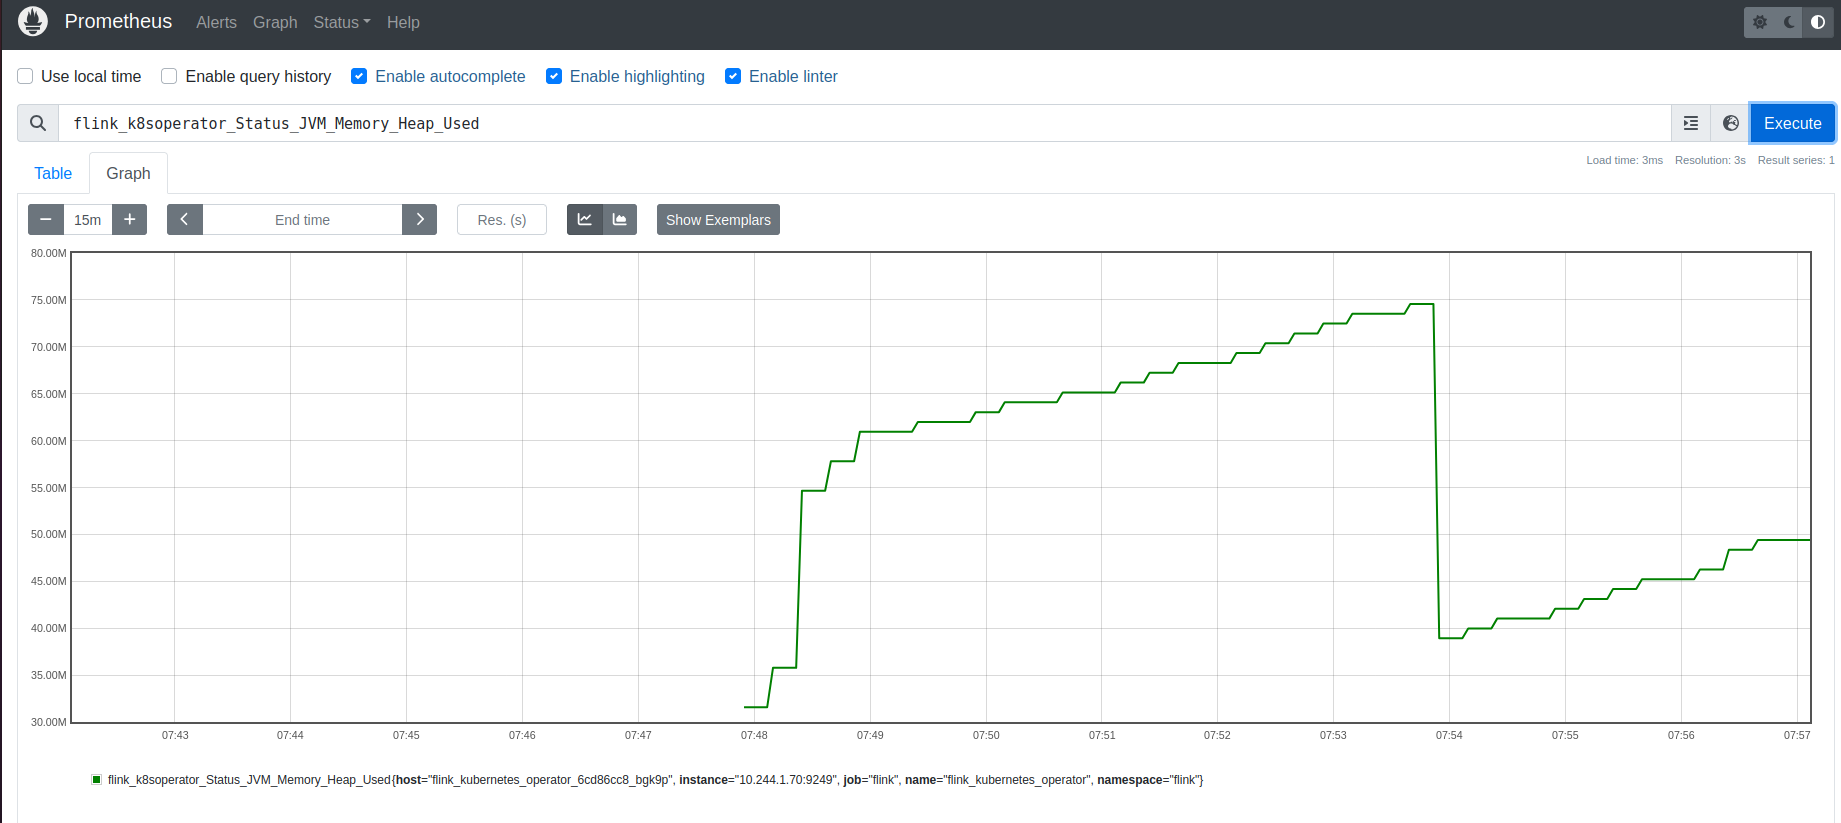 Prometheus Alerts Graph Status Help
Use local time Enable query history Enable autocomplete Enable highlighting Enable linter
flink_k8soperator_Status_JVM_Memory_Heap_Used Execute
Table Graph Load time: 3ms Resolution: 3s Result series: 1
15m End time Res. (s) Show Exemplars
80.00M
75.00M
70.00M
65.00M
60.00M
55.00M
50.00M
45.00M
40.00M
35.00M
30.00M
07:43 07:44 07:45 07:46 07:47 07:48 07:49 07:50 07:51 07:52 07:53 07:54 07:55 07:56 07:57
flink_k8soperator_Status_JVM_Memory_Heap_Used{host="flink_kubernetes_operator_6cd86cc8_bgk9p", instance="10.244.1.70:9249", job="flink", name="flink_kubernetes_operator", namespace="flink"}